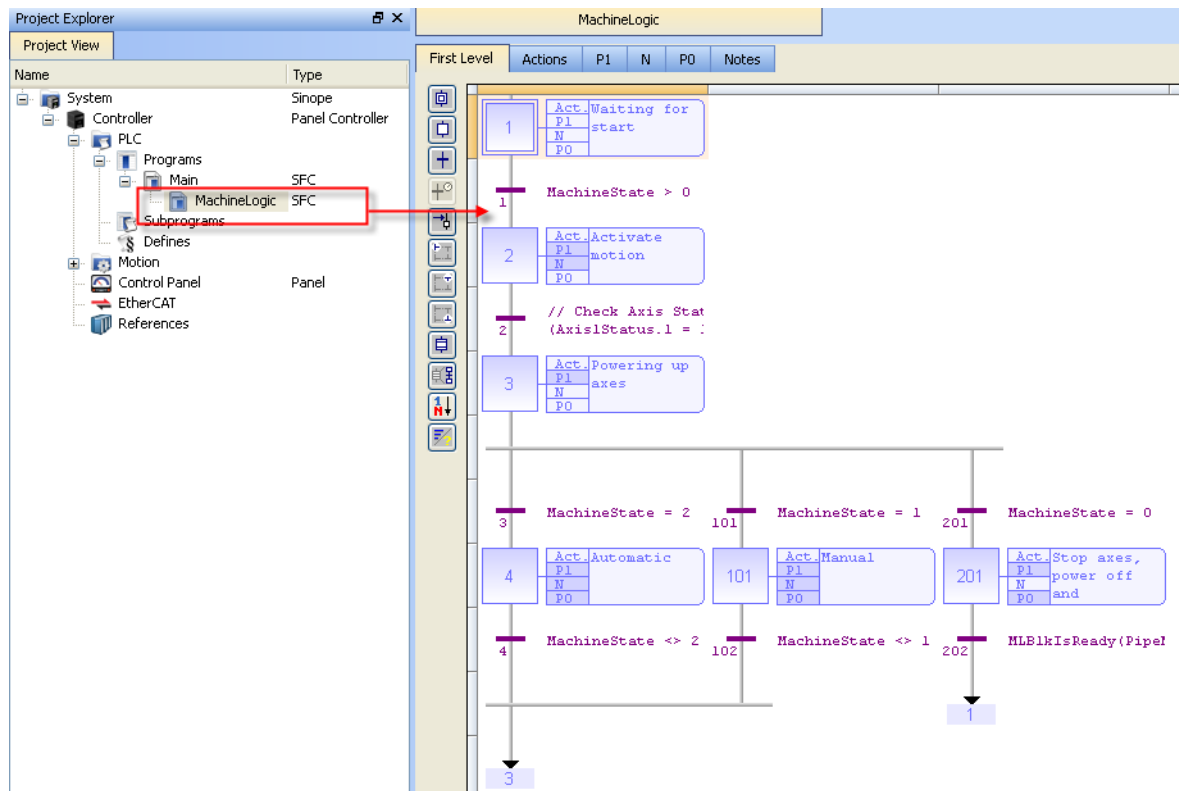 Project Explorer
Project View
Name Type
System Sinope
Controller Panel Controller
PLC
Programs
Main SFC
MachineLogic SFC
Subprograms
Defines
Motion
Control Panel Panel
EtherCAT
References
MachineLogic
First Level Actions P1 N P0 Notes
1
Act. Waiting for
P1 start
N
P0
1 MachineState > 0
2
Act. Activate
P1 motion
N
P0
// Check Axis Stat
2 (Axis1Status.1 =
3
Act. Powering up
P1 axes
N
P0
3 MachineState = 2
101 MachineState = 1
201 MachineState = 0
4
Act. Automatic
P1
N
P0
101
Act. Manual
P1
N
P0
201
Act. Stop axes,
P1 power off
N and
P0
4 MachineState <> 2
102 MachineState <> 1
202 MLBlkIsReady(PipeN
1
3